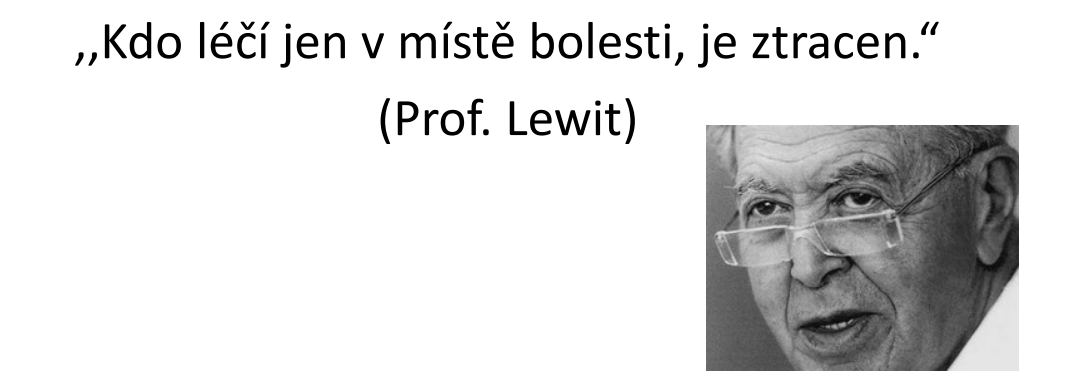 ,,Kdo léčí jen v místě bolesti, je ztracen.“
(Prof. Lewit)